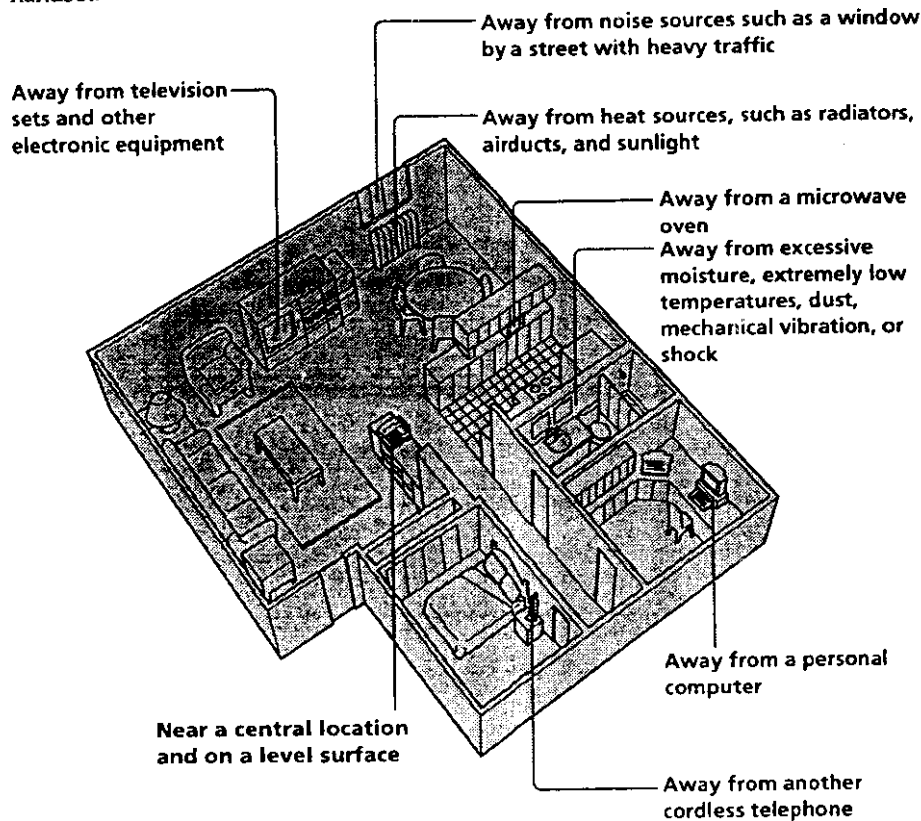 Away from noise sources such as a window
by a street with heavy traffic
Away from television
sets and other
electronic equipment
Away from heat sources, such as radiators,
airducts, and sunlight
Away from a microwave
oven
Away from excessive
moisture, extremely low
temperatures, dust,
mechanical vibration, or
shock
Away from a personal
computer
Near a central location
and on a level surface
Away from another
cordless telephone